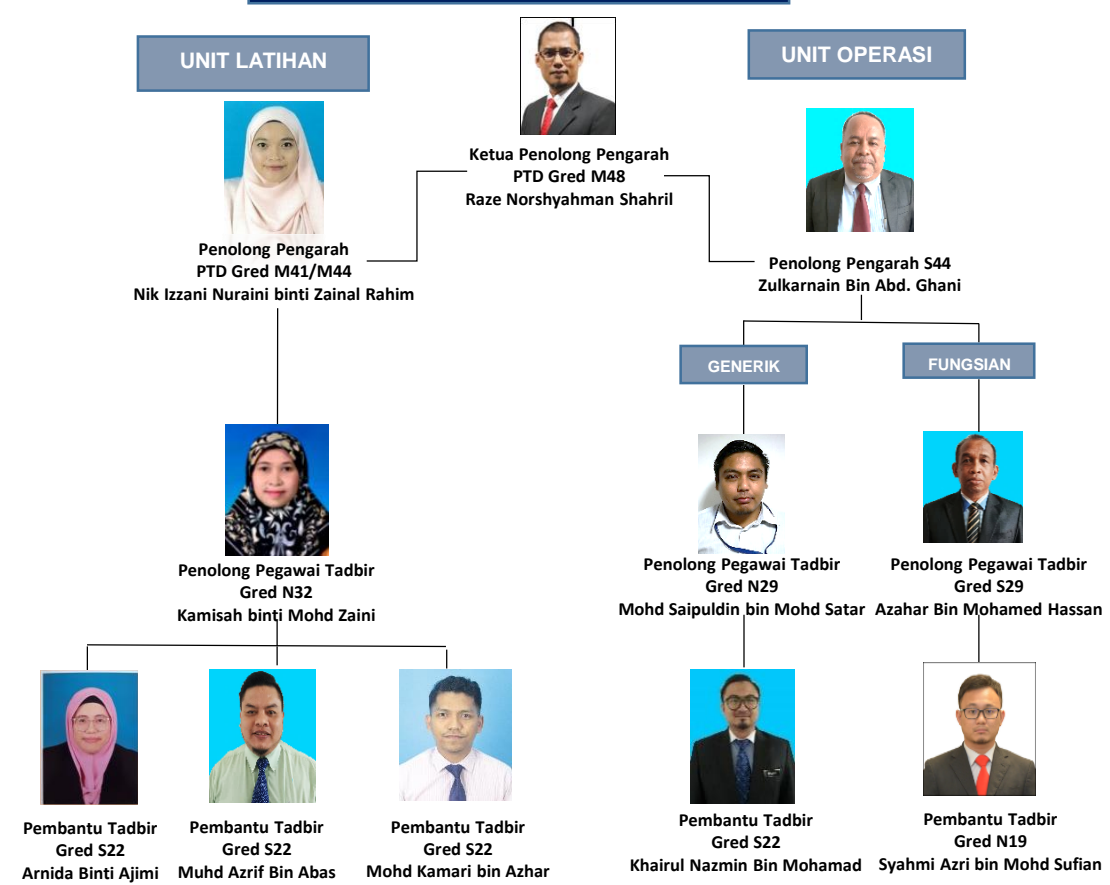 UNIT LATIHAN
UNIT OPERASI
Ketua Penolong Pengarah
PTD Gred M48
Raze Norshyahman Shahril
Penolong Pengarah
PTD Gred M41/M44
Nik Izzani Nuraini binti Zainal Rahim
Penolong Pengarah S44
Zulkarnain Bin Abd. Ghani
GENERIK
FUNGSIAN
Penolong Pegawai Tadbir
Gred N32
Kamisah binti Mohd Zaini
Penolong Pegawai Tadbir
Gred N29
Mohd Saipuldin bin Mohd Satar
Penolong Pegawai Tadbir
Gred S29
Azahar Bin Mohamed Hassan
Pembantu Tadbir
Gred S22
Arnida Binti Ajimi
Pembantu Tadbir
Gred S22
Muhd Azrif Bin Abas
Pembantu Tadbir
Gred S22
Mohd Kamari bin Azhar
Pembantu Tadbir
Gred S22
Khairul Nazmin Bin Mohamad
Pembantu Tadbir
Gred N19
Syahmi Azri bin Mohd Sufian